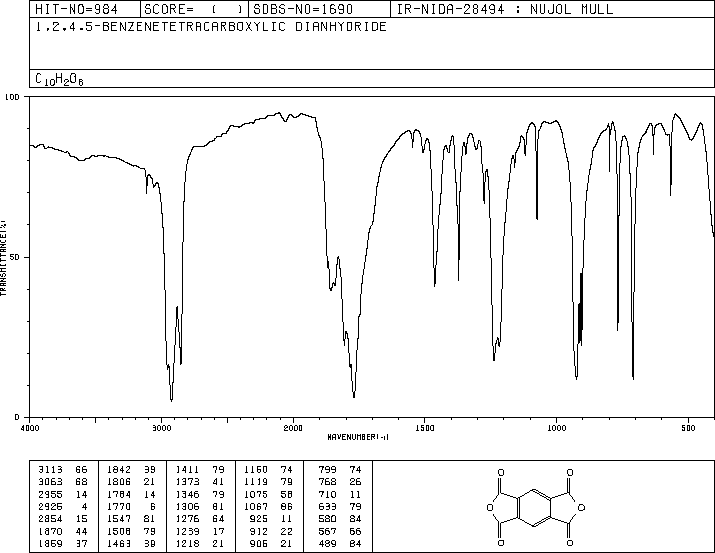 HIT-NO=984 SCORE= ( ) SDBS-NO=1690 IR-NIDA-28494 : NUJOL MULL
1,2,4,5-BENZENETETRACARBOXYLIC DIANHYDRIDE
C10H2O6
100
50
0
TRANSMITTANCE(%)
4000 3000 2000 1500 1000 500
WAVENUMBER(-1)
3113 66 1842 39 1411 79 1160 74 799 74
3063 68 1806 21 1373 41 1119 79 768 26
2955 14 1784 14 1346 79 1075 58 710 11
2925 4 1770 6 1306 81 1067 86 633 79
2854 15 1547 81 1276 64 925 11 580 84
1870 44 1508 79 1239 17 912 22 567 66
1859 37 1463 39 1218 21 906 21 489 84
O O
O O
O O